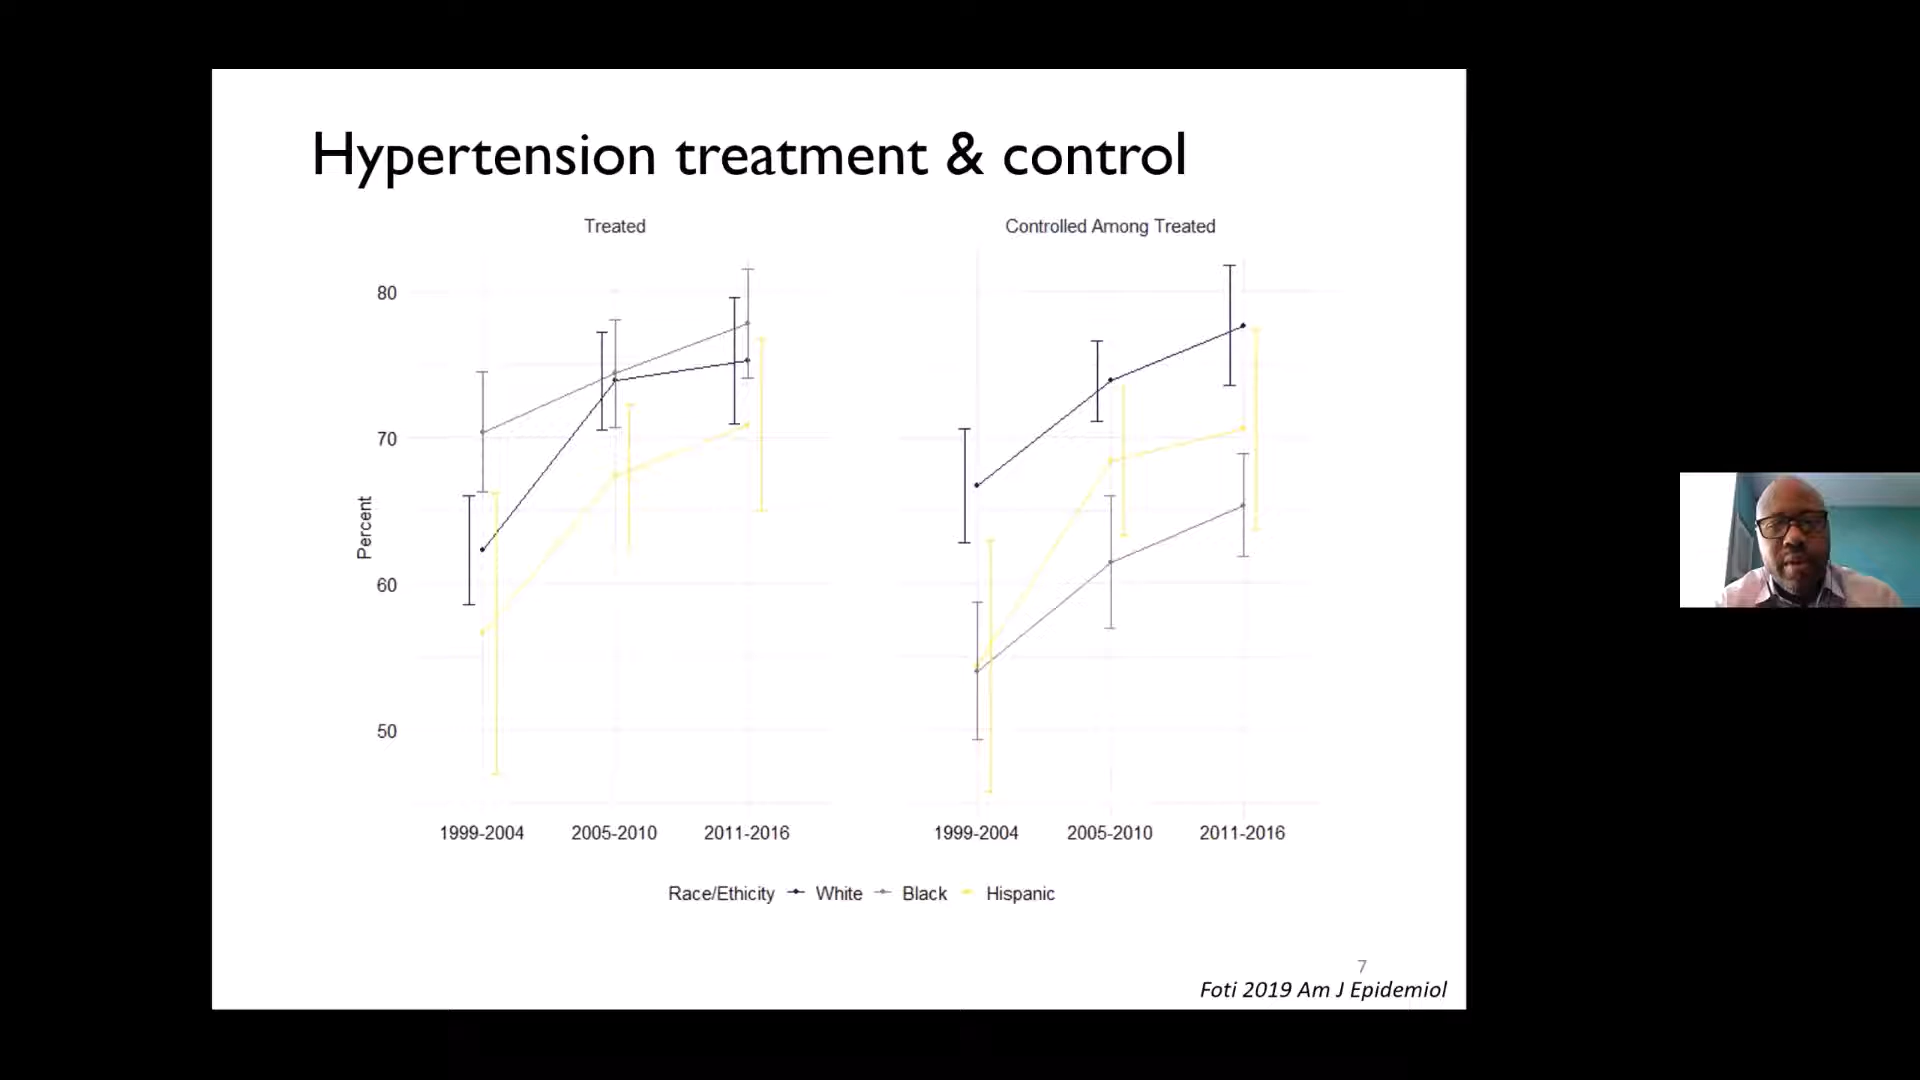 Hypertension treatment & control
Treated
Controlled Among Treated
80
70
60
50
Percent
1999-2004 2005-2010 2011-2016
1999-2004 2005-2010 2011-2016
Race/Ethicity White Black Hispanic
7
Foti 2019 Am J Epidemiol